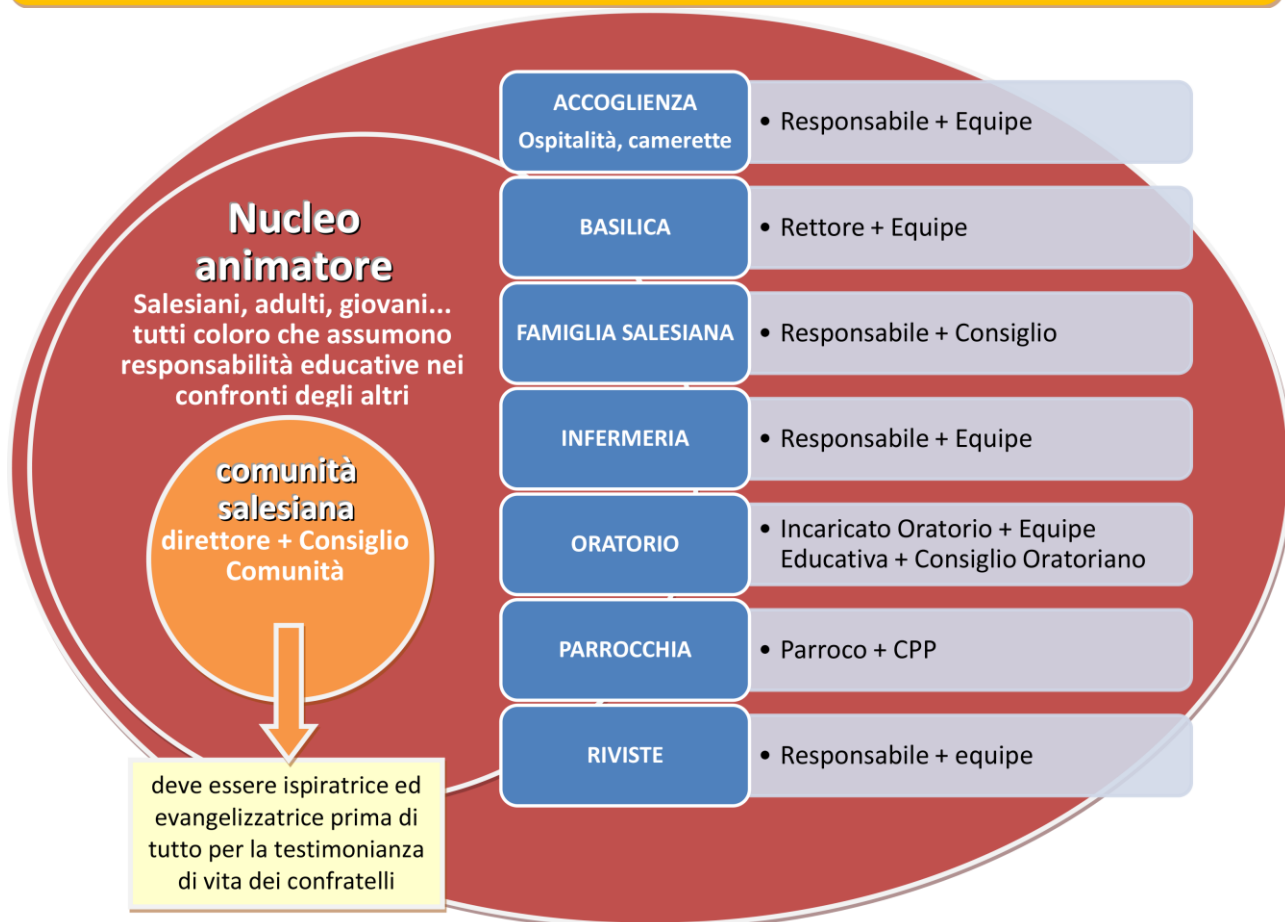 Nucleo
animatore
Salesiani, adulti, giovani...
tutti coloro che assumono
responsabilità educative nei
confronti degli altri
comunità
salesiana
direttore + Consiglio
Comunità
deve essere ispiratrice ed
evangelizzatrice prima di
tutto per la testimonianza
di vita dei confratelli
ACCOGLIENZA
Ospitalità, camerette
• Responsabile + Equipe
BASILICA
• Rettore + Equipe
FAMIGLIA SALESIANA
• Responsabile + Consiglio
INFERMERIA
• Responsabile + Equipe
ORATORIO
• Incaricato Oratorio + Equipe
Educativa + Consiglio Oratoriano
PARROCCHIA
• Parroco + CPP
RIVISTE
• Responsabile + equipe